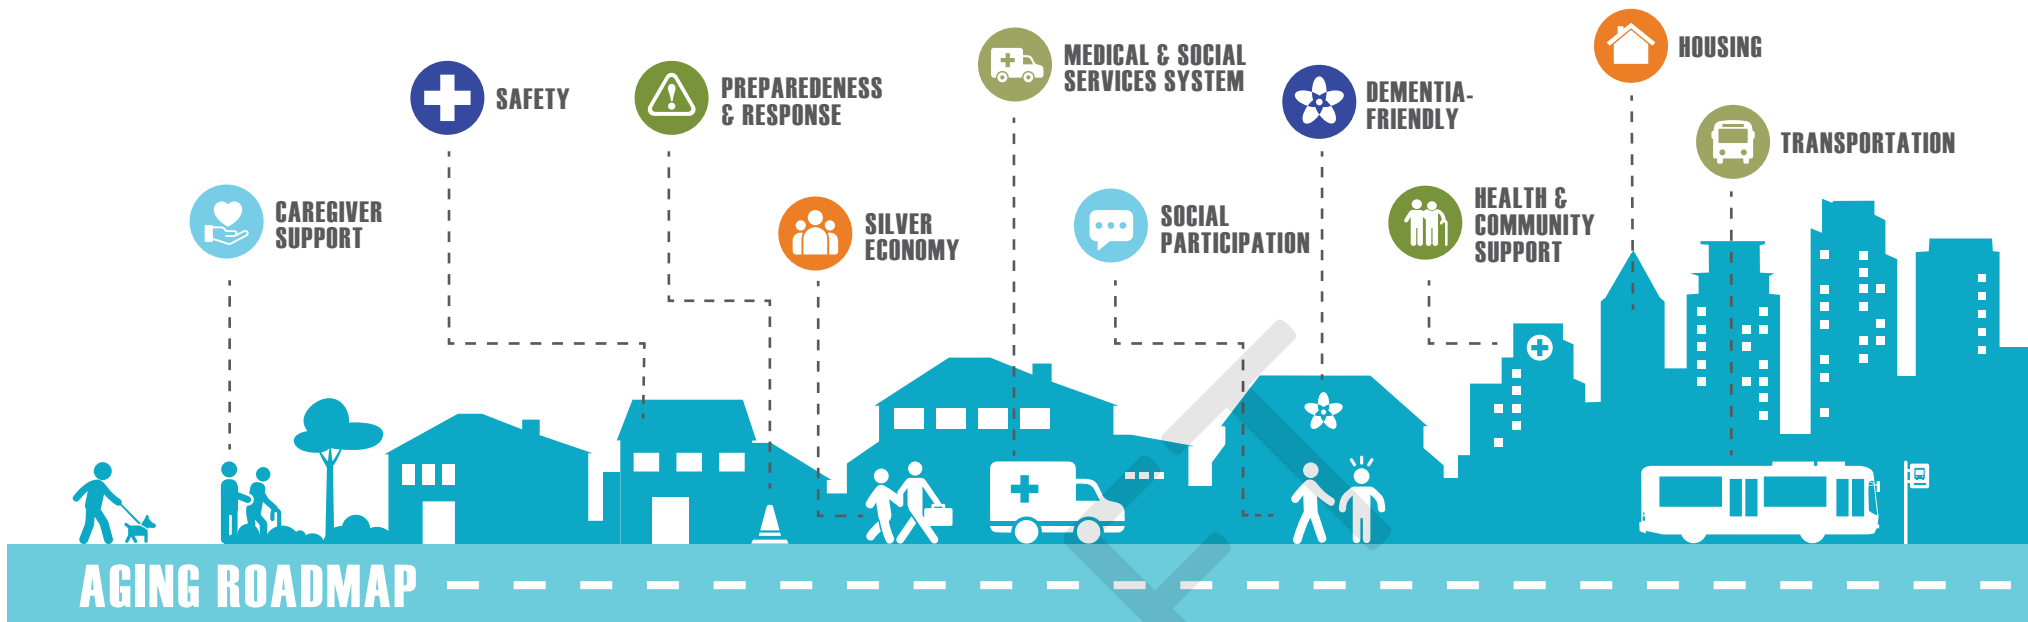 CAREGIVER
SUPPORT
SAFETY
PREPAREDENESS
& RESPONSE
SILVER
ECONOMY
MEDICAL & SOCIAL
SERVICES SYSTEM
SOCIAL
PARTICIPATION
DEMENTIA-
FRIENDLY
HEALTH &
COMMUNITY
SUPPORT
HOUSING
TRANSPORTATION
AGING ROADMAP